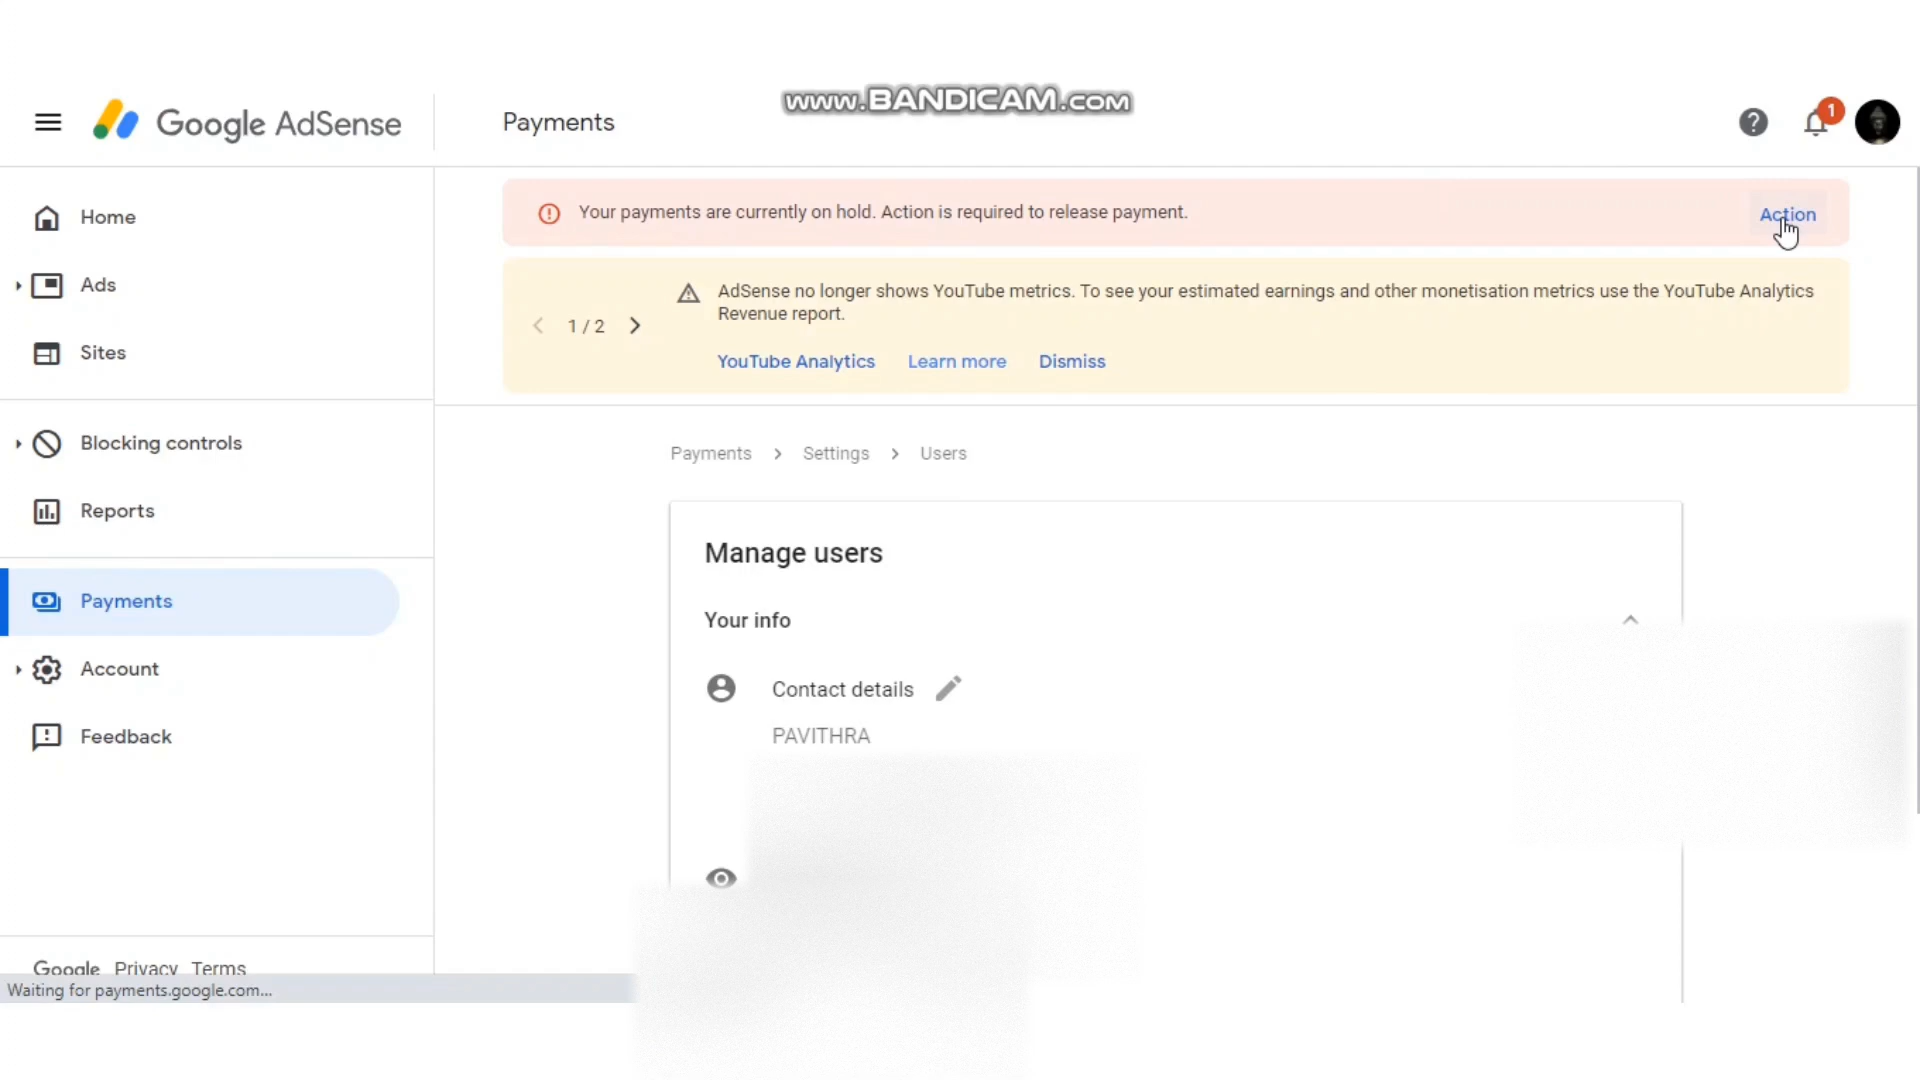 www.BANDICAM.com
Google AdSense
Payments
1
Home
Ads
Sites
Blocking controls
Reports
Payments
Account
Feedback
Google Privacy Terms
Waiting for payments.google.com...
Your payments are currently on hold. Action is required to release payment.
Action
1 / 2
AdSense no longer shows YouTube metrics. To see your estimated earnings and other monetisation metrics use the YouTube Analytics
Revenue report.
YouTube Analytics Learn more Dismiss
Payments > Settings > Users
Manage users
Your info
Contact details
PAVITHRA